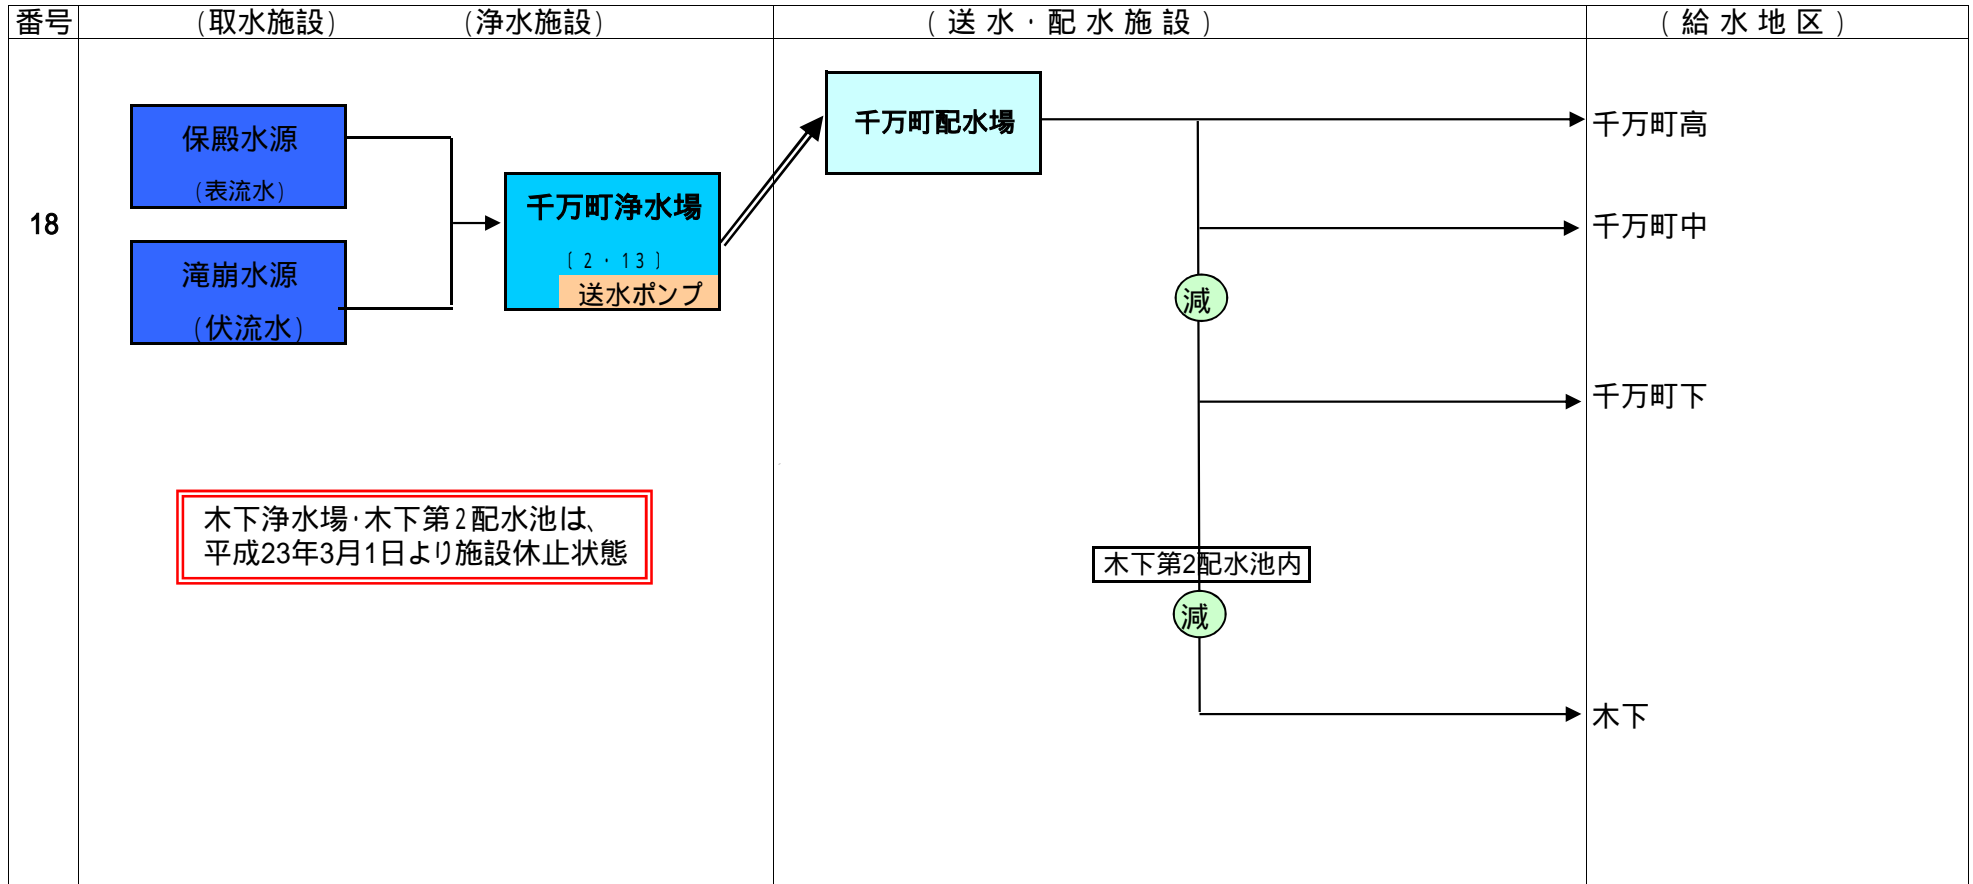 番号
(取水施設)
(浄水施設)
(送水・配水施設)
(給水地区)
18
保殿水源
(表流水)
滝崩水源
(伏流水)
千万町浄水場
〔2・13〕
送水ポンプ
千万町配水場
減
木下第2配水池内
減
千万町高
千万町中
千万町下
木下
木下浄水場・木下第2配水池は、
平成23年3月1日より施設休止状態